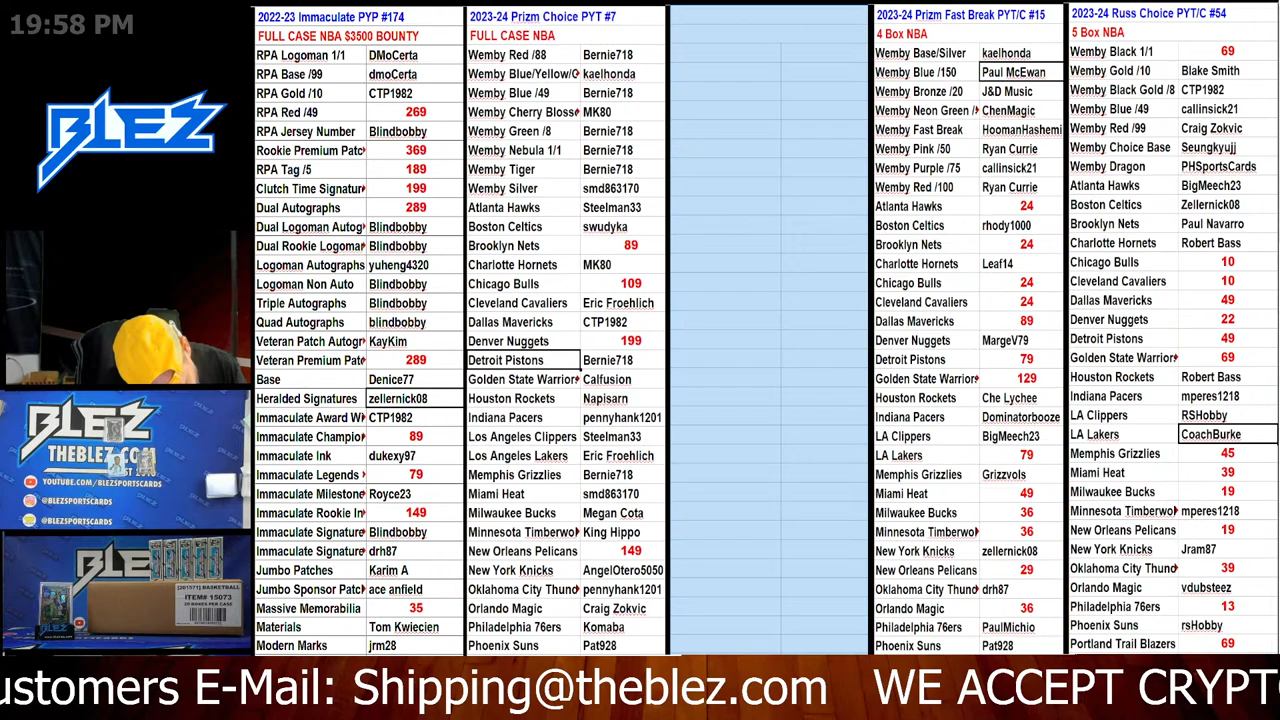 19:58 PM
BLEZ
BLEZ
THEBLEZ.COM
YOUTUBE.COM/BLEZSPORTSCARDS
@BLEZSPORTSCARDS
@BLEZSPORTSCARDS
[201571] BASKETBALL
ITEM# 15073
20 BOXES PER CASE
2022-23 Immaculate PYP #174
FULL CASE NBA $3500 BOUNTY
RPA Logoman 1/1 DMoCerta
RPA Base /99 dmoCerta
RPA Gold /10 CTP1982
RPA Red /49 269
RPA Jersey Number Blindbobby
Rookie Premium Patc 369
RPA Tag /5 189
Clutch Time Signatur 199
Dual Autographs 289
Dual Logoman Autog Blindbobby
Dual Rookie Logoma Blindbobby
Logoman Autographs yuheng4320
Logoman Non Auto Blindbobby
Triple Autographs Blindbobby
Quad Autographs blindbobby
Veteran Patch Autogr KayKim
Veteran Premium Pat 289
Base Denice77
Heralded Signatures zellernick08
Immaculate Award Wi CTP1982
Immaculate Champio 89
Immaculate Ink dukexy97
Immaculate Legends 79
Immaculate Milestone Royce23
Immaculate Rookie In 149
Immaculate Signature Blindbobby
Immaculate Signature drh87
Jumbo Patches Karim A
Jumbo Sponsor Patc ace anfield
Massive Memorabilia 35
Materials Tom Kwiecien
Modern Marks jrm28
2023-24 Prizm Choice PYT #7
FULL CASE NBA
Wemby Red /88 Bernie718
Wemby Blue/Yellow/G kaelhonda
Wemby Blue /49 Bernie718
Wemby Cherry Bloss MK80
Wemby Green /8 Bernie718
Wemby Nebula 1/1 Bernie718
Wemby Tiger Bernie718
Wemby Silver smd863170
Atlanta Hawks Steelman33
Boston Celtics swudyka
Brooklyn Nets 89
Charlotte Hornets MK80
Chicago Bulls 109
Cleveland Cavaliers Eric Froehlich
Dallas Mavericks CTP1982
Denver Nuggets 199
Detroit Pistons Bernie718
Golden State Warrior Calfusion
Houston Rockets Napisarn
Indiana Pacers pennyhank1201
Los Angeles Clippers Steelman33
Los Angeles Lakers Eric Froehlich
Memphis Grizzlies Bernie718
Miami Heat smd863170
Milwaukee Bucks Megan Cota
Minnesota Timberwo King Hippo
New Orleans Pelicans 149
New York Knicks AngelOtero5050
Oklahoma City Thund pennyhank1201
Orlando Magic Craig Zokvic
Philadelphia 76ers Komaba
Phoenix Suns Pat928
2023-24 Prizm Fast Break PYT/C #15
4 Box NBA
Wemby Base/Silver kaelhonda
Wemby Blue /150 Paul McEwan
Wemby Bronze /20 J&D Music
Wemby Neon Green / ChenMagic
Wemby Fast Break HoomanHashemi
Wemby Pink /50 Ryan Currie
Wemby Purple /75 callinsick21
Wemby Red /100 Ryan Currie
Atlanta Hawks 24
Boston Celtics rhody1000
Brooklyn Nets 24
Charlotte Hornets Leaf14
Chicago Bulls 24
Cleveland Cavaliers 24
Dallas Mavericks 89
Denver Nuggets MargeV79
Detroit Pistons 79
Golden State Warrior 129
Houston Rockets Che Lychee
Indiana Pacers Dominatorbooze
LA Clippers BigMeech23
LA Lakers 79
Memphis Grizzlies Grizzvols
Miami Heat 49
Milwaukee Bucks 36
Minnesota Timberwo 36
New York Knicks zellernick08
New Orleans Pelicans 29
Oklahoma City Thun drh87
Orlando Magic 36
Philadelphia 76ers PaulMichio
Phoenix Suns Pat928
2023-24 Russ Choice PYT/C #54
5 Box NBA
Wemby Black 1/1 69
Wemby Gold /10 Blake Smith
Wemby Black Gold /8 CTP1982
Wemby Blue /49 callinsick21
Wemby Red /99 Craig Zokvic
Wemby Choice Base Seungkyujj
Wemby Dragon PHSportsCards
Atlanta Hawks BigMeech23
Boston Celtics Zellernick08
Brooklyn Nets Paul Navarro
Charlotte Hornets Robert Bass
Chicago Bulls 10
Cleveland Cavaliers 10
Dallas Mavericks 49
Denver Nuggets 22
Detroit Pistons 49
Golden State Warrior 69
Houston Rockets Robert Bass
Indiana Pacers mperes1218
LA Clippers RSHobby
LA Lakers CoachBurke
Memphis Grizzlies 45
Miami Heat 39
Milwaukee Bucks 19
Minnesota Timberwo mperes1218
New Orleans Pelicans 19
New York Knicks Jram87
Oklahoma City Thund 39
Orlando Magic vdubsteez
Philadelphia 76ers 13
Phoenix Suns rsHobby
Portland Trail Blazers 69
ustomers E-Mail: Shipping@theblez.com WE ACCEPT CRYPT